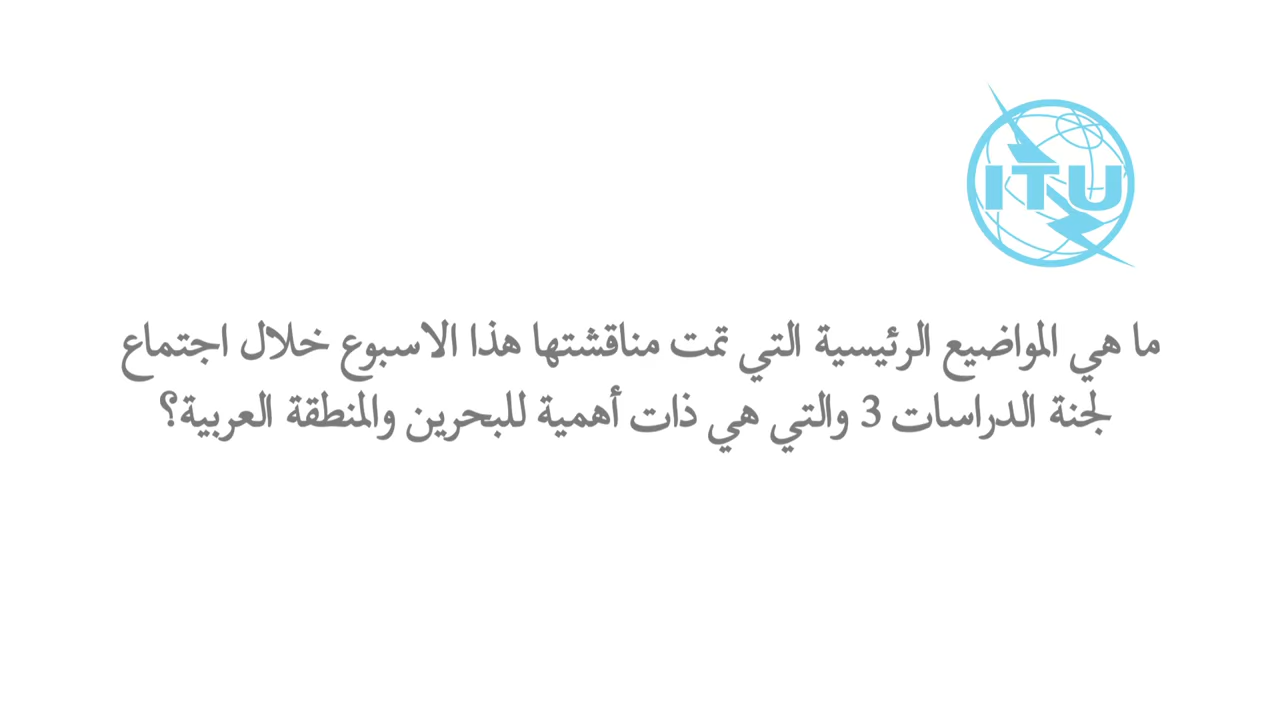 ITU
ما هي المواضيع الرئيسية التي تمت مناقشتها هذا الاسبوع خلال اجتماع
لجنة الدراسات 3 والتي هي ذات أهمية للبحرين والمنطقة العربية؟